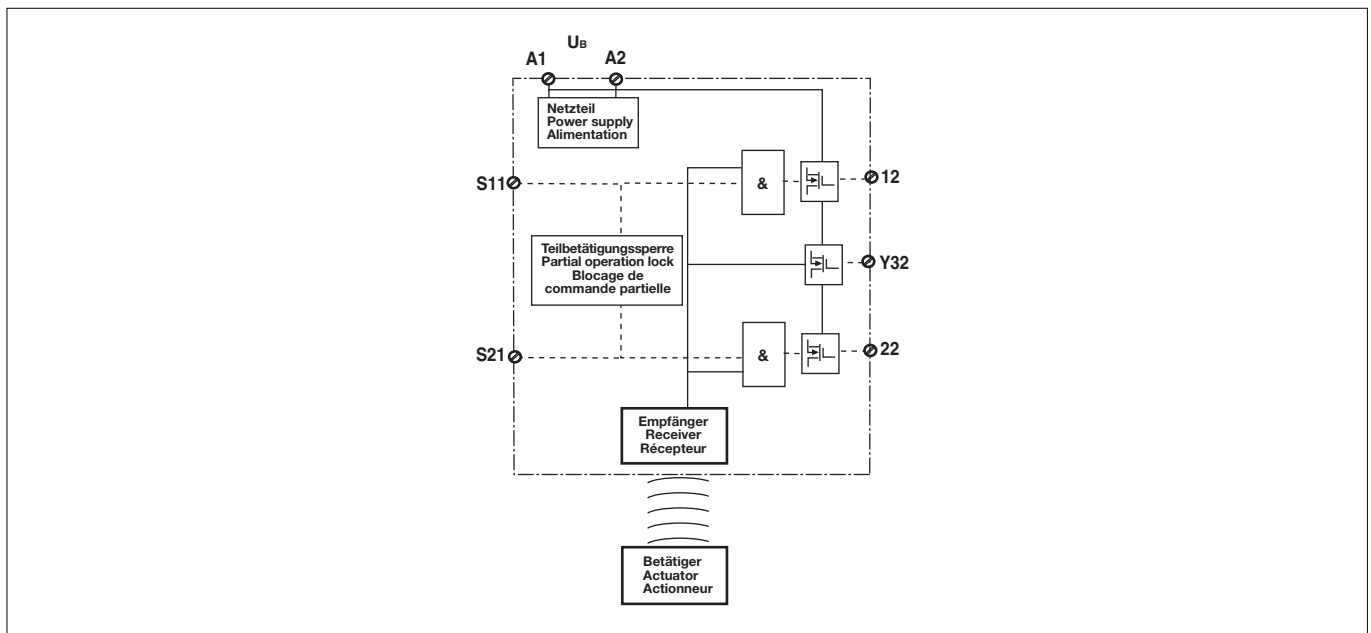 UB
A1
A2
Netzteil
Power supply
Alimentation
S11
&
12
Teilbetätigungssperre
Partial operation lock
Blocage de
commande partielle
Y32
S21
&
22
Empfänger
Receiver
Récepteur
Betätiger
Actuator
Actionneur